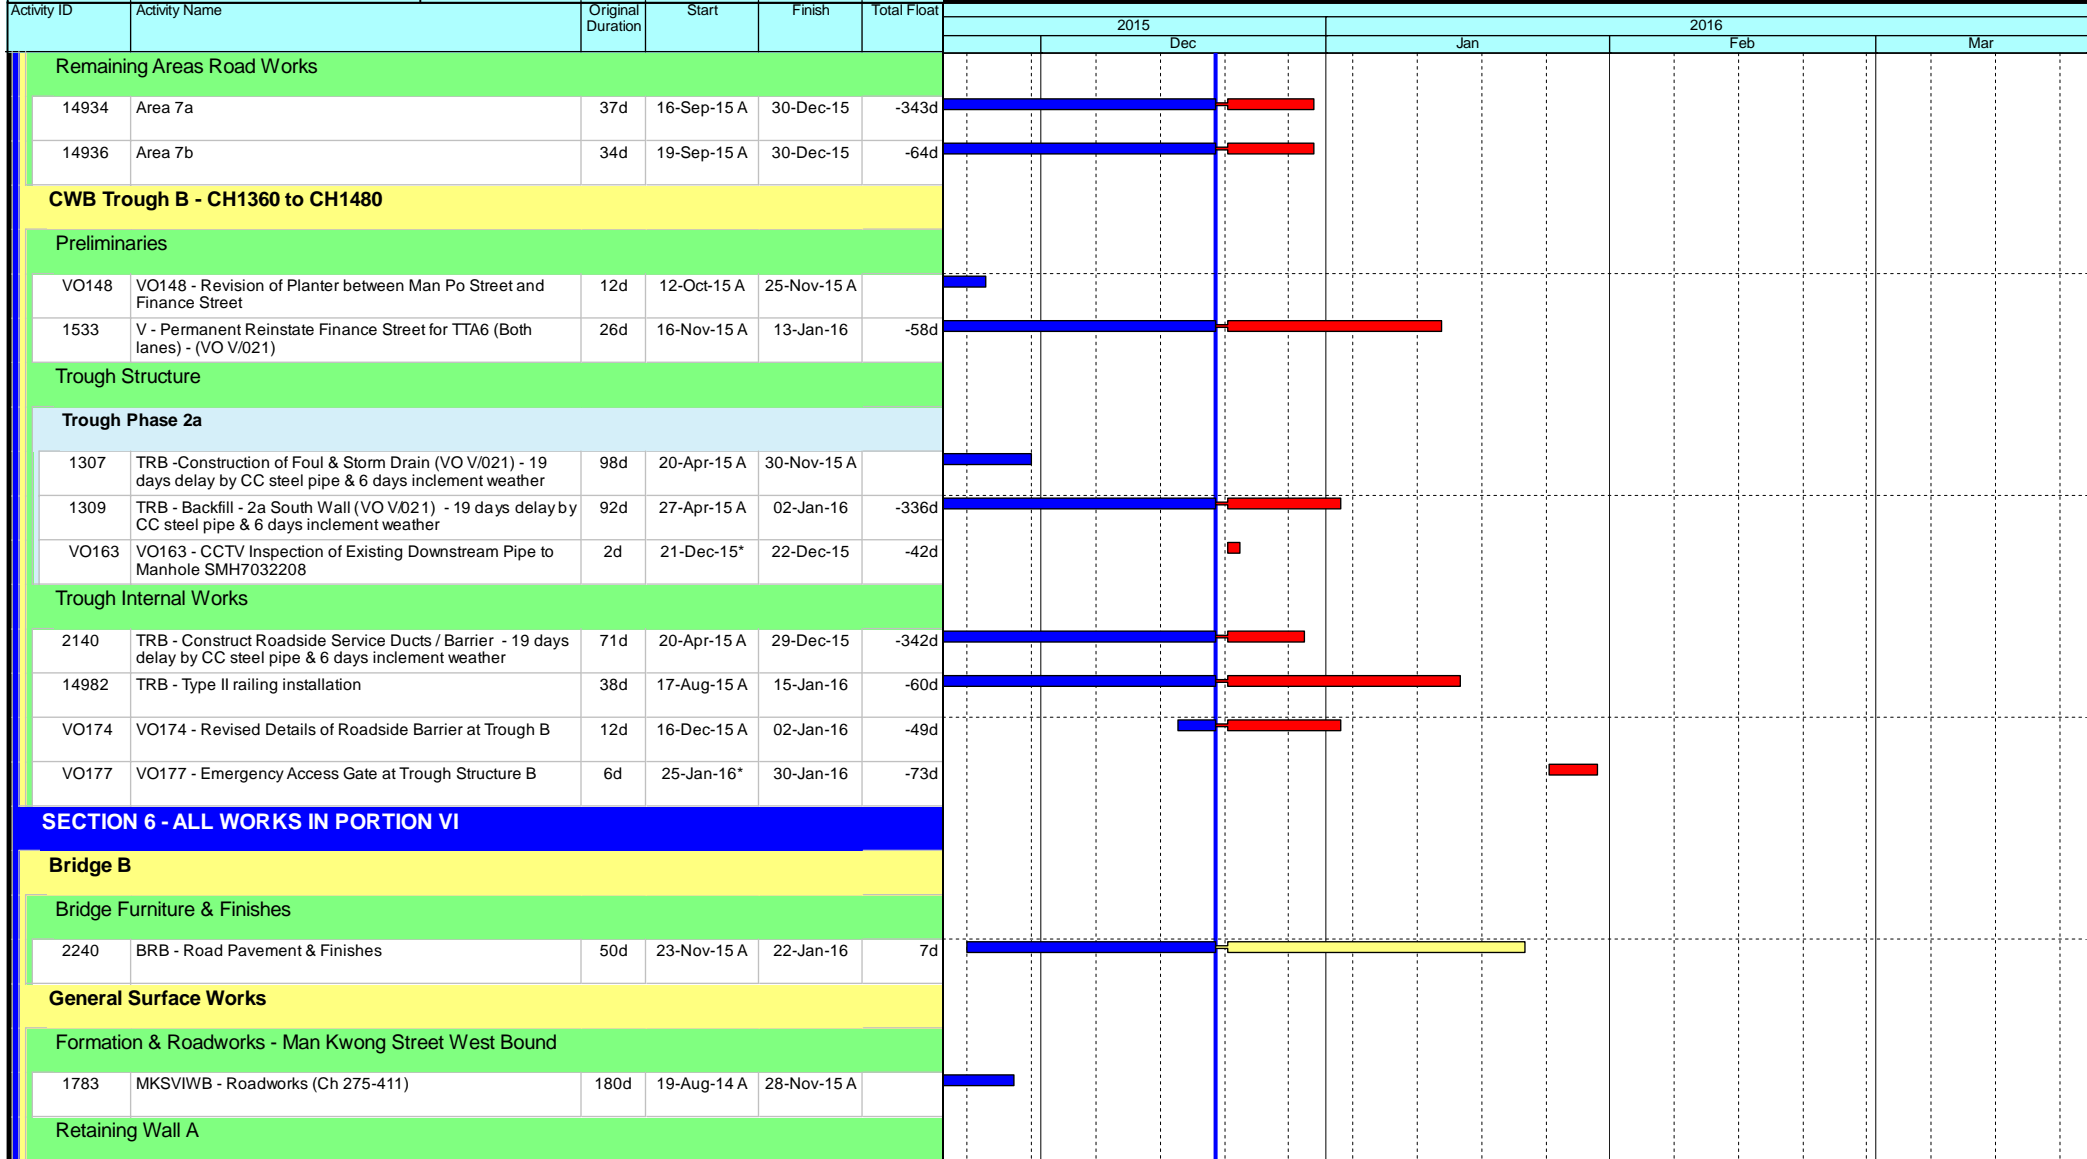 Activity ID Activity Name Original Duration Start Finish Total Float
2015 2016
Dec Jan Feb Mar
Remaining Areas Road Works
14934 Area 7a 37d 16-Sep-15 A 30-Dec-15 -343d
14936 Area 7b 34d 19-Sep-15 A 30-Dec-15 -64d
CWB Trough B - CH1360 to CH1480
Preliminaries
VO148 VO148 - Revision of Planter between Man Po Street and 12d 12-Oct-15 A 25-Nov-15 A
Finance Street
1533 V - Permanent Reinstate Finance Street for TTA6 (Both 26d 16-Nov-15 A 13-Jan-16 -58d
lanes) - (VO V/021)
Trough Structure
Trough Phase 2a
1307 TRB -Construction of Foul & Storm Drain (VO V/021) - 19 98d 20-Apr-15 A 30-Nov-15 A
days delay by CC steel pipe & 6 days inclement weather
1309 TRB - Backfill - 2a South Wall (VO V/021) - 19 days delay by 92d 27-Apr-15 A 02-Jan-16 -336d
CC steel pipe & 6 days inclement weather
VO163 VO163 - CCTV Inspection of Existing Downstream Pipe to 2d 21-Dec-15* 22-Dec-15 -42d
Manhole SMH7032208
Trough Internal Works
2140 TRB - Construct Roadside Service Ducts / Barrier - 19 days 71d 20-Apr-15 A 29-Dec-15 -342d
delay by CC steel pipe & 6 days inclement weather
14982 TRB - Type II railing installation 38d 17-Aug-15 A 15-Jan-16 -60d
VO174 VO174 - Revised Details of Roadside Barrier at Trough B 12d 16-Dec-15 A 02-Jan-16 -49d
VO177 VO177 - Emergency Access Gate at Trough Structure B 6d 25-Jan-16* 30-Jan-16 -73d
SECTION 6 - ALL WORKS IN PORTION VI
Bridge B
Bridge Furniture & Finishes
2240 BRB - Road Pavement & Finishes 50d 23-Nov-15 A 22-Jan-16 7d
General Surface Works
Formation & Roadworks - Man Kwong Street West Bound
1783 MKSVIWB - Roadworks (Ch 275-411) 180d 19-Aug-14 A 28-Nov-15 A
Retaining Wall A